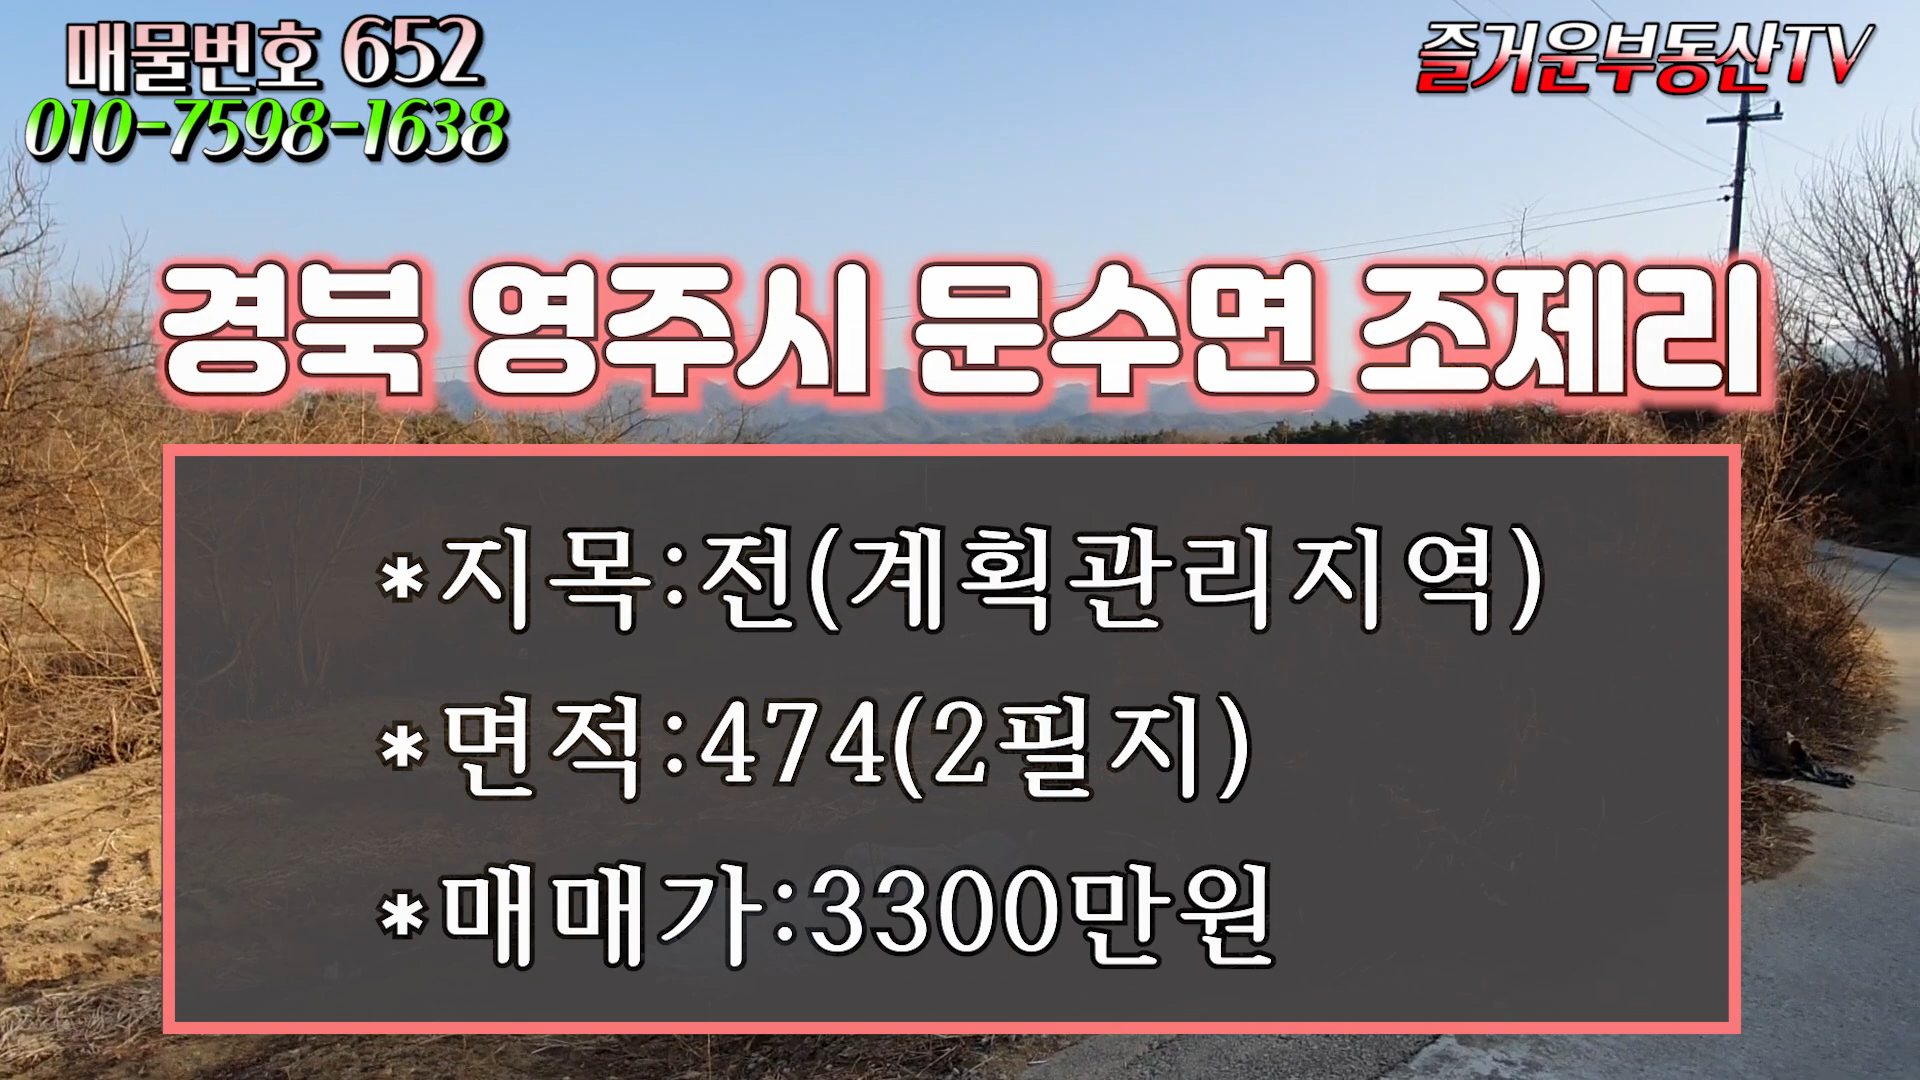 매물번호 652
010-7598-1638
즐거운부동산TV
경북 영주시 문수면 조제리
*지목:전(계획관리지역)
*면적:474(2필지)
*매매가:3300만원